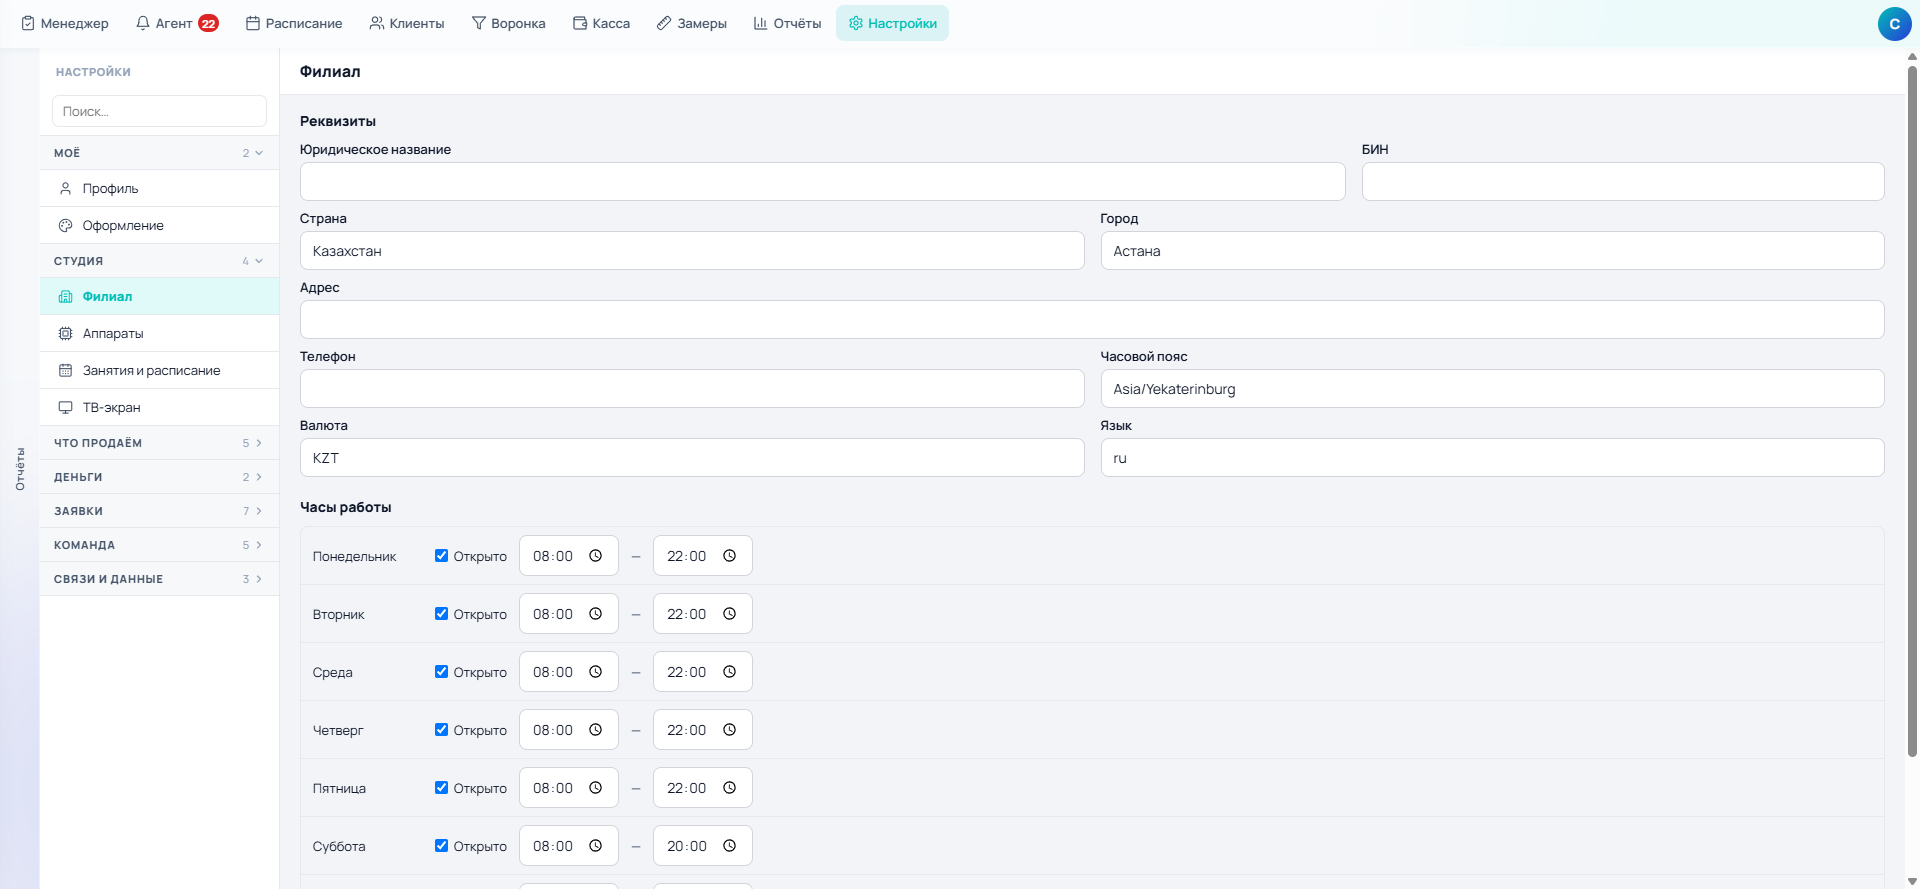 Менеджер
Агент 22
Расписание
Клиенты
Воронка
Касса
Замеры
Отчёты
Настройки
С
Отчёты
НАСТРОЙКИ
Поиск...
МОЁ 2
Профиль
Оформление
СТУДИЯ 4
Филиал
Аппараты
Занятия и расписание
ТВ-экран
ЧТО ПРОДАЁМ 5
ДЕНЬГИ 2
ЗАЯВКИ 7
КОМАНДА 5
СВЯЗИ И ДАННЫЕ 3
Филиал
Реквизиты
Юридическое название
БИН
Страна
Город
Казахстан
Астана
Адрес
Телефон
Часовой пояс
Asia/Yekaterinburg
Валюта
Язык
KZT
ru
Часы работы
Понедельник Открыто 08:00 — 22:00
Вторник Открыто 08:00 — 22:00
Среда Открыто 08:00 — 22:00
Четверг Открыто 08:00 — 22:00
Пятница Открыто 08:00 — 22:00
Суббота Открыто 08:00 — 20:00